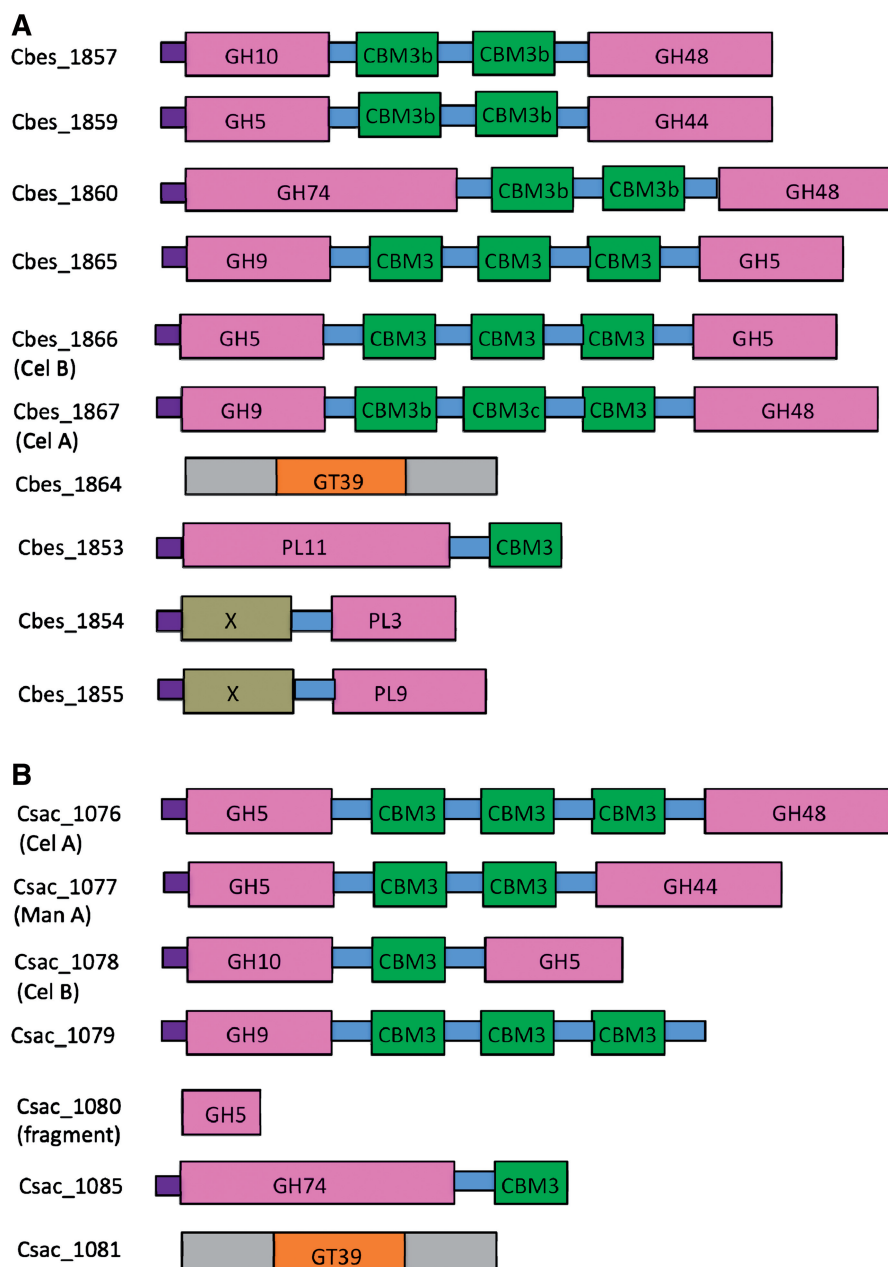 A
Cbes_1857 GH10 CBM3b CBM3b GH48
Cbes_1859 GH5 CBM3b CBM3b GH44
Cbes_1860 GH74 CBM3b CBM3b GH48
Cbes_1865 GH9 CBM3 CBM3 CBM3 GH5
Cbes_1866 GH5 CBM3 CBM3 CBM3 GH5
(Cel B)
Cbes_1867 GH9 CBM3b CBM3c CBM3 GH48
(Cel A)
Cbes_1864 GT39
Cbes_1853 PL11 CBM3
Cbes_1854 X PL3
Cbes_1855 X PL9
B
Csac_1076 GH5 CBM3 CBM3 CBM3 GH48
(Cel A)
Csac_1077 GH5 CBM3 CBM3 GH44
(Man A)
Csac_1078 GH10 CBM3 GH5
(Cel B)
Csac_1079 GH9 CBM3 CBM3 CBM3
Csac_1080 GH5
(fragment)
Csac_1085 GH74 CBM3
Csac_1081 GT39